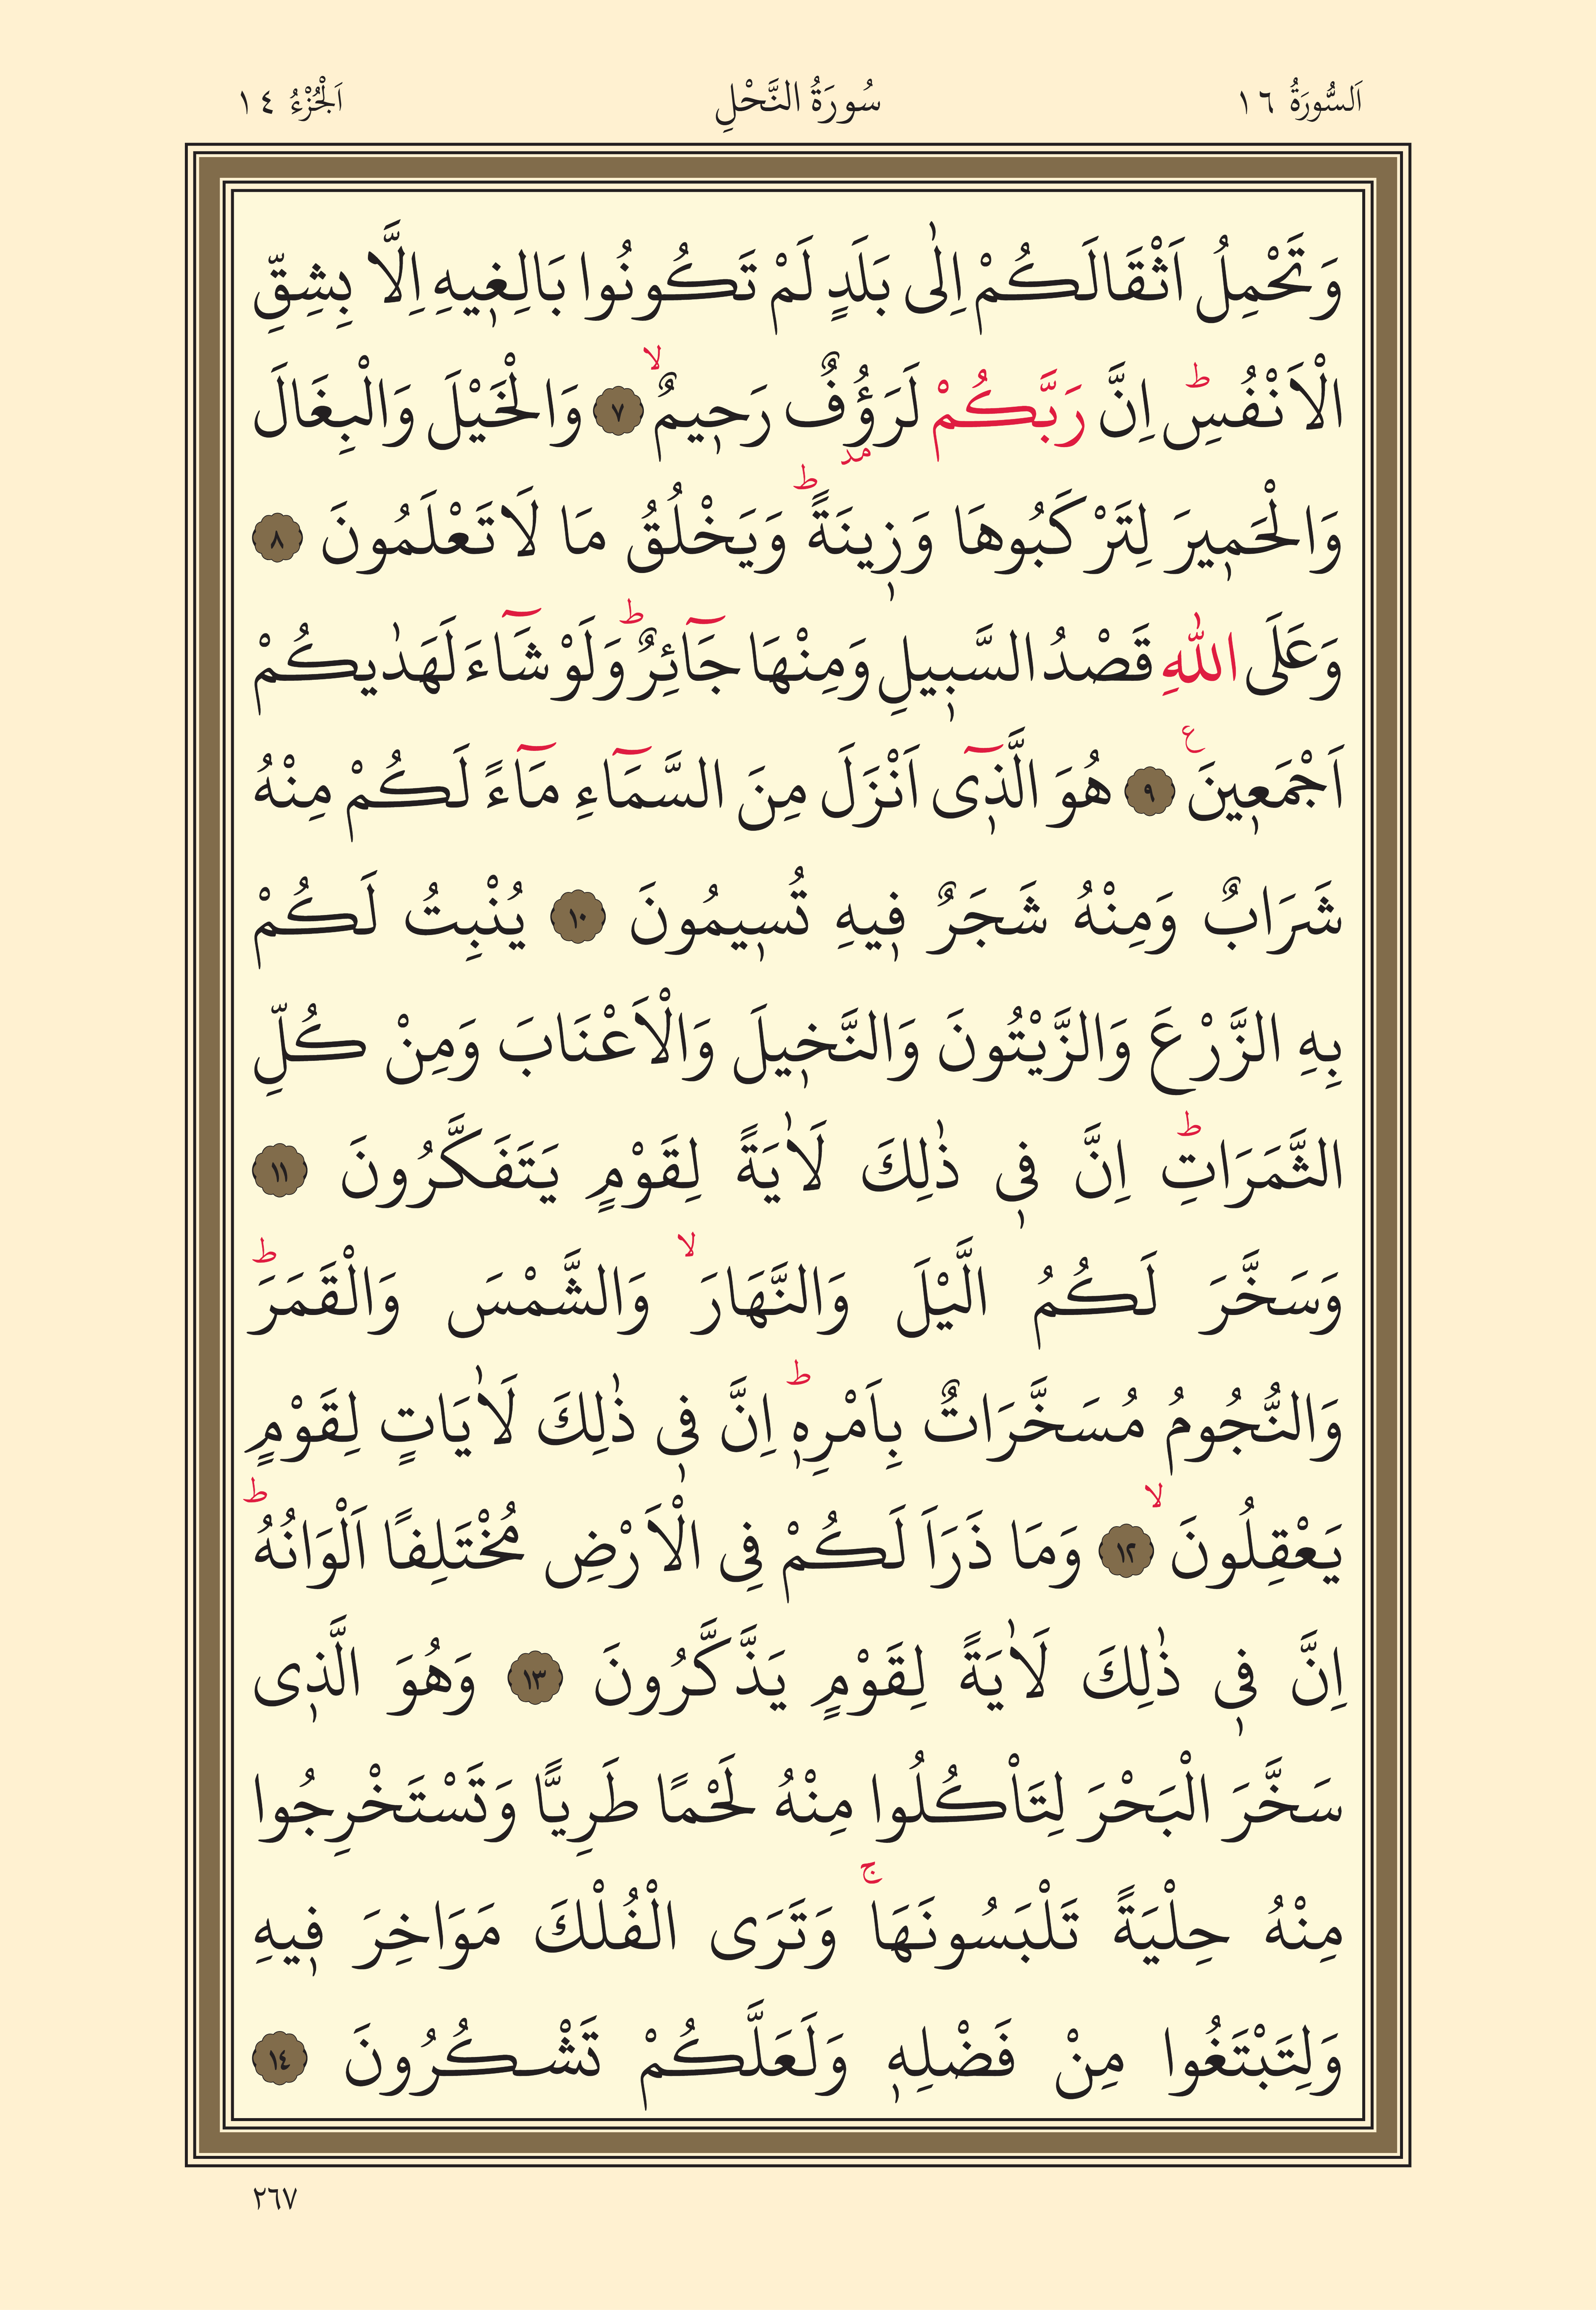 اَلسُّورَةُ ١٦
سُورَةُ النَّحْلِ
اَلْجُزْءُ ١٤
وَتَحْمِلُ اَثْقَالَكُمْ اِلٰى بَلَدٍ لَمْ تَكُونُوا بَالِغ۪يهِ اِلَّا بِشِقِّ
الْاَنْفُسِۜ اِنَّ رَبَّكُمْ لَرَؤُ۫فٌ رَح۪يمٌۙ ﴿٧﴾ وَالْخَيْلَ وَالْبِغَالَ
وَالْحَم۪يرَ لِتَرْكَبُوهَا وَز۪ينَةًۜ وَيَخْلُقُ مَا لَا تَعْلَمُونَ ﴿٨﴾
وَعَلَى اللّٰهِ قَصْدُ السَّب۪يلِ وَمِنْهَا جَٓائِرٌۜ وَلَوْ شَٓاءَ لَهَدٰيكُمْ
اَجْمَع۪ينَ۟ ﴿٩﴾ هُوَ الَّذ۪ٓي اَنْزَلَ مِنَ السَّمَٓاءِ مَٓاءً لَكُمْ مِنْهُ
شَرَابٌ وَمِنْهُ شَجَرٌ ف۪يهِ تُس۪يمُونَ ﴿١٠﴾ يُنْبِتُ لَكُمْ
بِهِ الزَّرْعَ وَالزَّيْتُونَ وَالنَّخ۪يلَ وَالْاَعْنَابَ وَمِنْ كُلِّ
الثَّمَرَاتِۜ اِنَّ ف۪ي ذٰلِكَ لَاٰيَةً لِقَوْمٍ يَتَفَكَّرُونَ ﴿١١﴾
وَسَخَّرَ لَكُمُ الَّيْلَ وَالنَّهَارَۙ وَالشَّمْسَ وَالْقَمَرَۜ
وَالنُّجُومُ مُسَخَّرَاتٌ بِاَمْرِه۪ۜ اِنَّ ف۪ي ذٰلِكَ لَاٰيَاتٍ لِقَوْمٍ
يَعْقِلُونَۙ ﴿١٢﴾ وَمَا ذَرَاَ لَكُمْ فِي الْاَرْضِ مُخْتَلِفًا اَلْوَانُهُۜ
اِنَّ ف۪ي ذٰلِكَ لَاٰيَةً لِقَوْمٍ يَذَّكَّرُونَ ﴿١٣﴾ وَهُوَ الَّذ۪ي
سَخَّرَ الْبَحْرَ لِتَاْكُلُوا مِنْهُ لَحْمًا طَرِيًّا وَتَسْتَخْرِجُوا
مِنْهُ حِلْيَةً تَلْبَسُونَهَاۚ وَتَرَى الْفُلْكَ مَوَاخِرَ ف۪يهِ
وَلِتَبْتَغُوا مِنْ فَضْلِه۪ وَلَعَلَّكُمْ تَشْكُرُونَ ﴿١٤﴾
٢٦٧